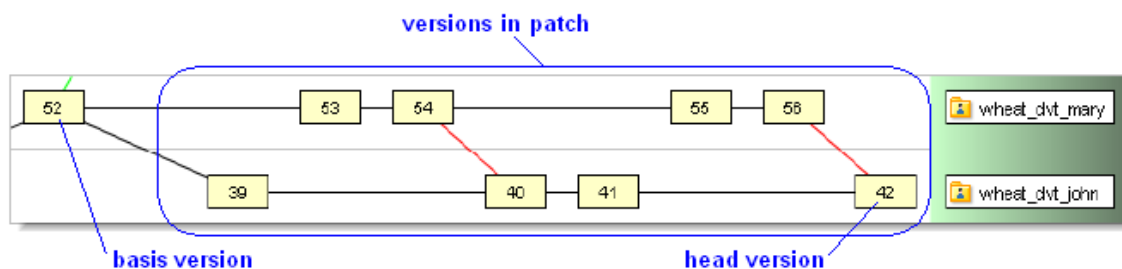 versions in patch
52 53 54 55 56 wheat_dvt_mary
39 40 41 42 wheat_dvt_john
basis version head version